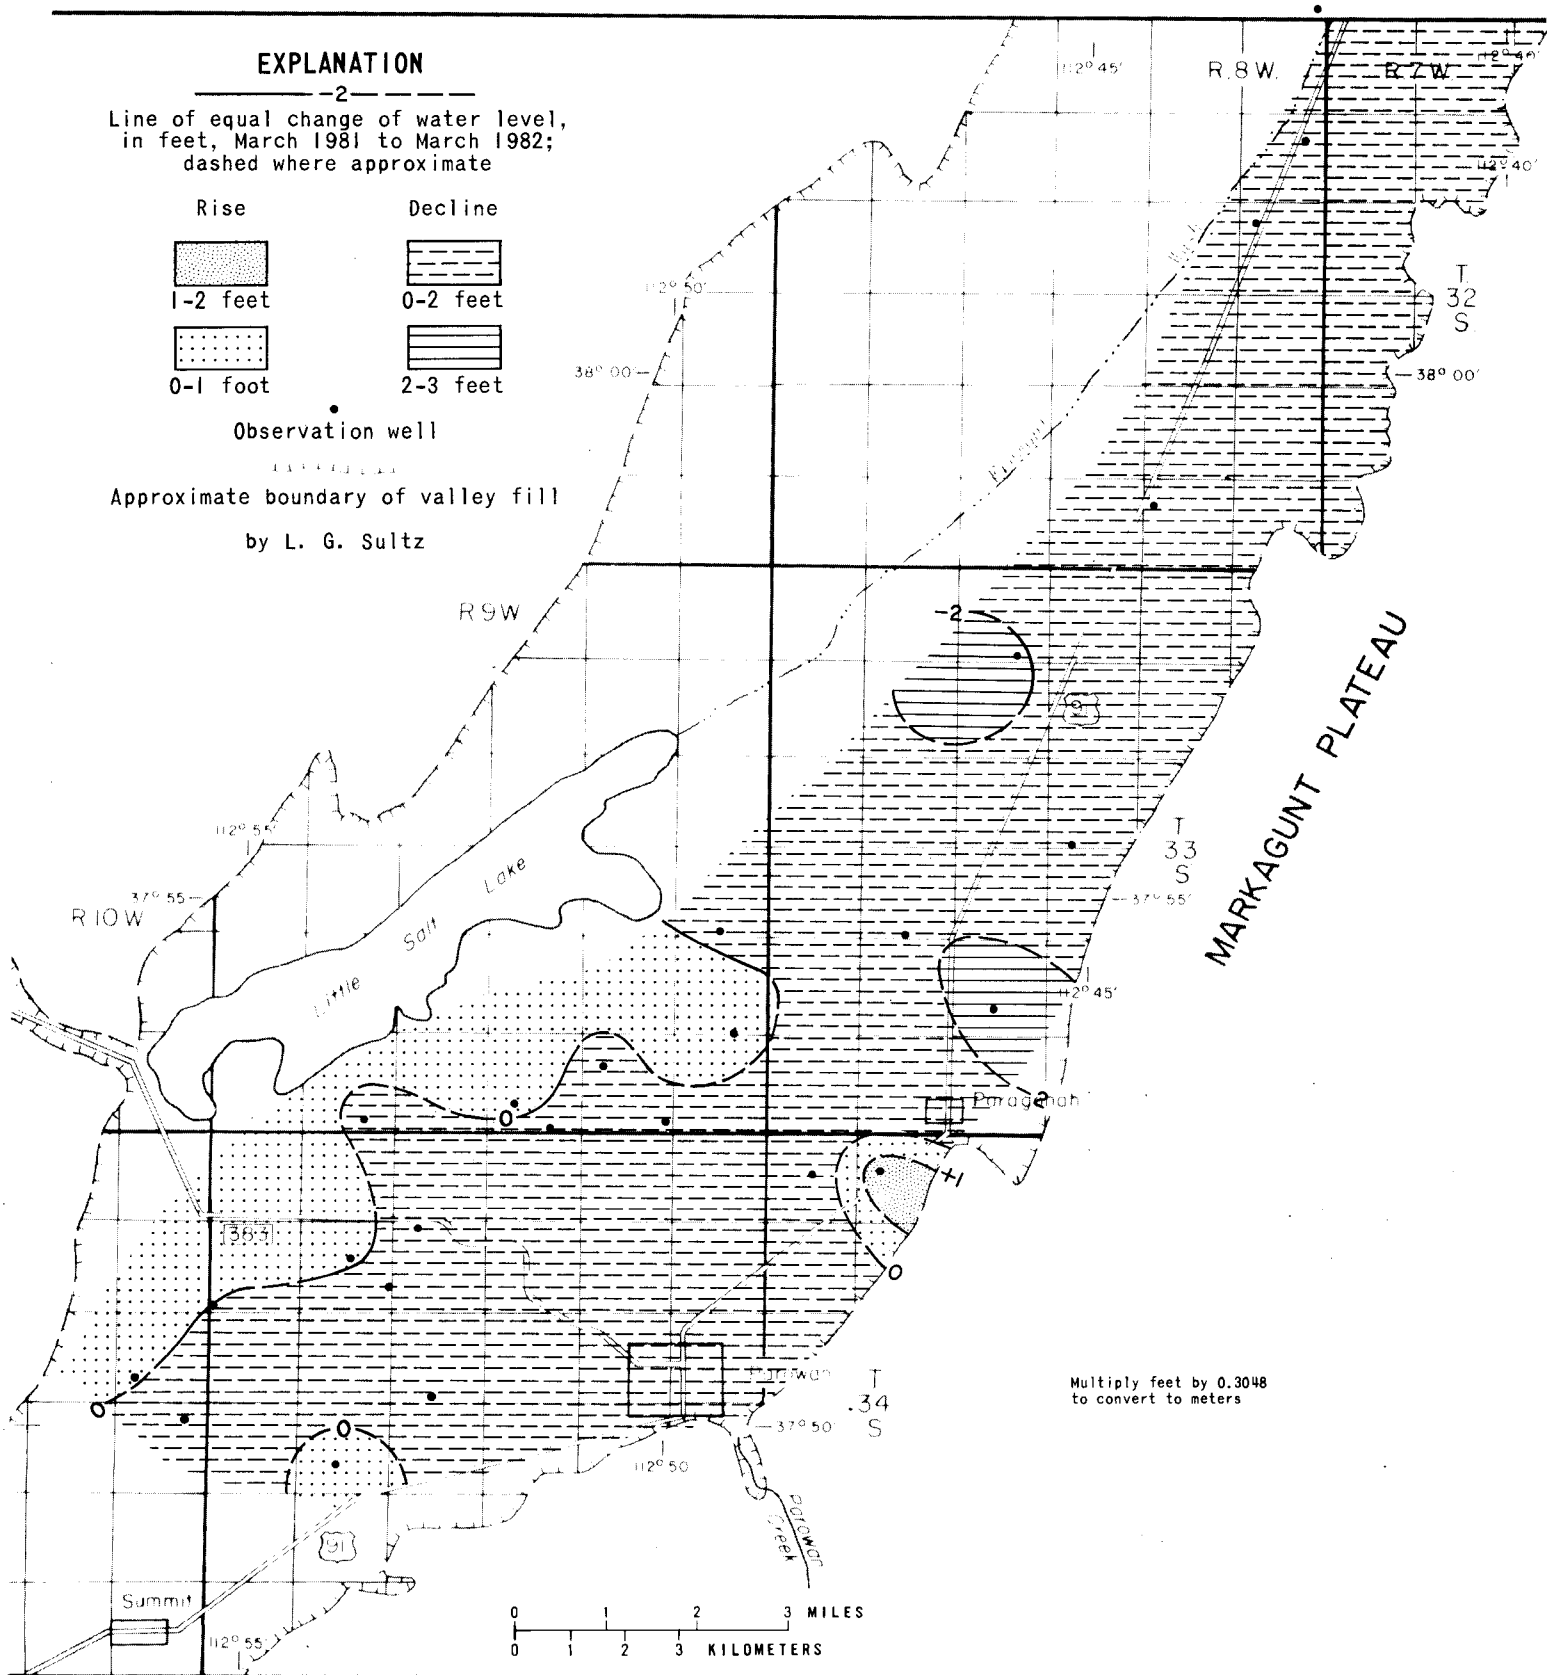 EXPLANATION
-2
Line of equal change of water level,
in feet, March 1981 to March 1982;
dashed where approximate
Rise
Decline
1-2 feet
0-2 feet
0-1 foot
2-3 feet
Observation well
Approximate boundary of valley fill
by L. G. Sultz
112° 45'
R.8W.
R.7W.
112° 40'
112° 40'
T.
32
S.
112° 50'
38° 00'
38° 00'
R9W
-2
91
MARKAGUNT PLATEAU
T
33
S
112° 55'
37° 55'
37° 55'
R10W
Little Salt Lake
112° 45'
-2
Paragonah
0
+1
383
0
Parowan
T
.34
S
37° 50'
112° 50
0
0
Parowan
Creek
Multiply feet by 0.3048
to convert to meters
91
Summit
112° 55'
0 1 2 3 MILES
0 1 2 3 KILOMETERS